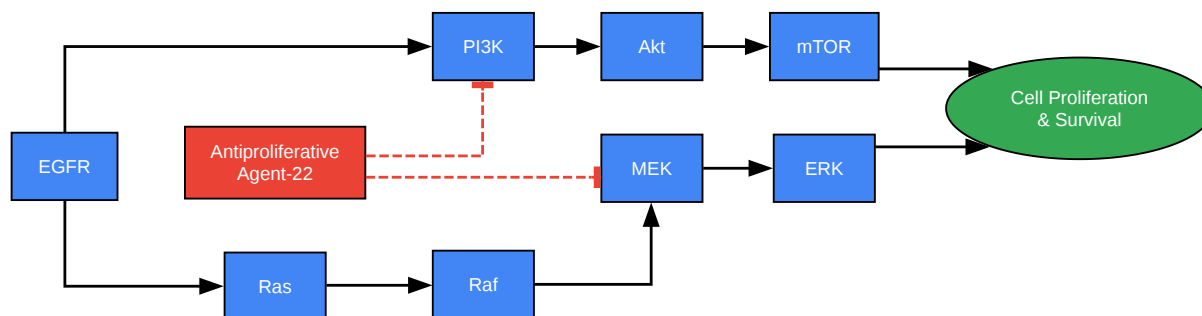 PI3K
Akt
mTOR
Cell Proliferation
& Survival
EGFR
Antiproliferative
Agent-22
MEK
ERK
Ras
Raf